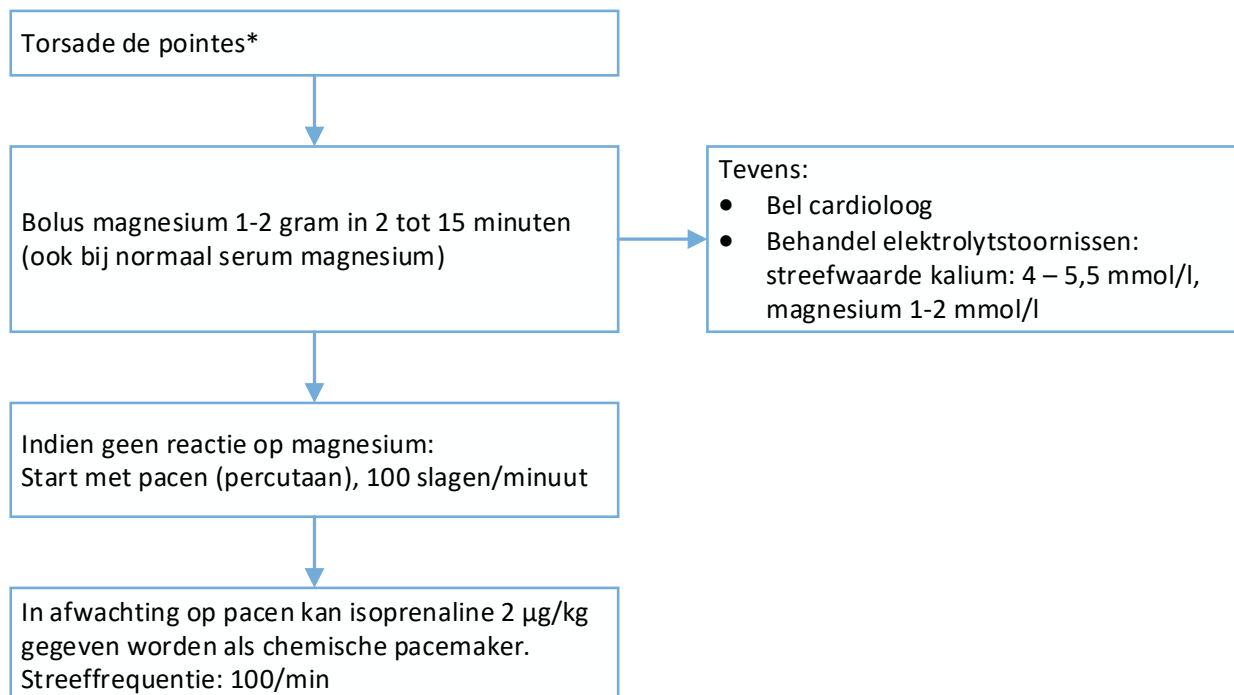 Torsade de pointes*
Bolus magnesium 1-2 gram in 2 tot 15 minuten
(ook bij normaal serum magnesium)
Tevens:
• Bel cardioloog
• Behandel elektrolytstoornissen:
streefwaarde kalium: 4 – 5,5 mmol/l,
magnesium 1-2 mmol/l
Indien geen reactie op magnesium:
Start met pacen (percutaan), 100 slagen/minuut
In afwachting op pacen kan isoprenaline 2 µg/kg
gegeven worden als chemische pacemaker.
Streeffrequentie: 100/min